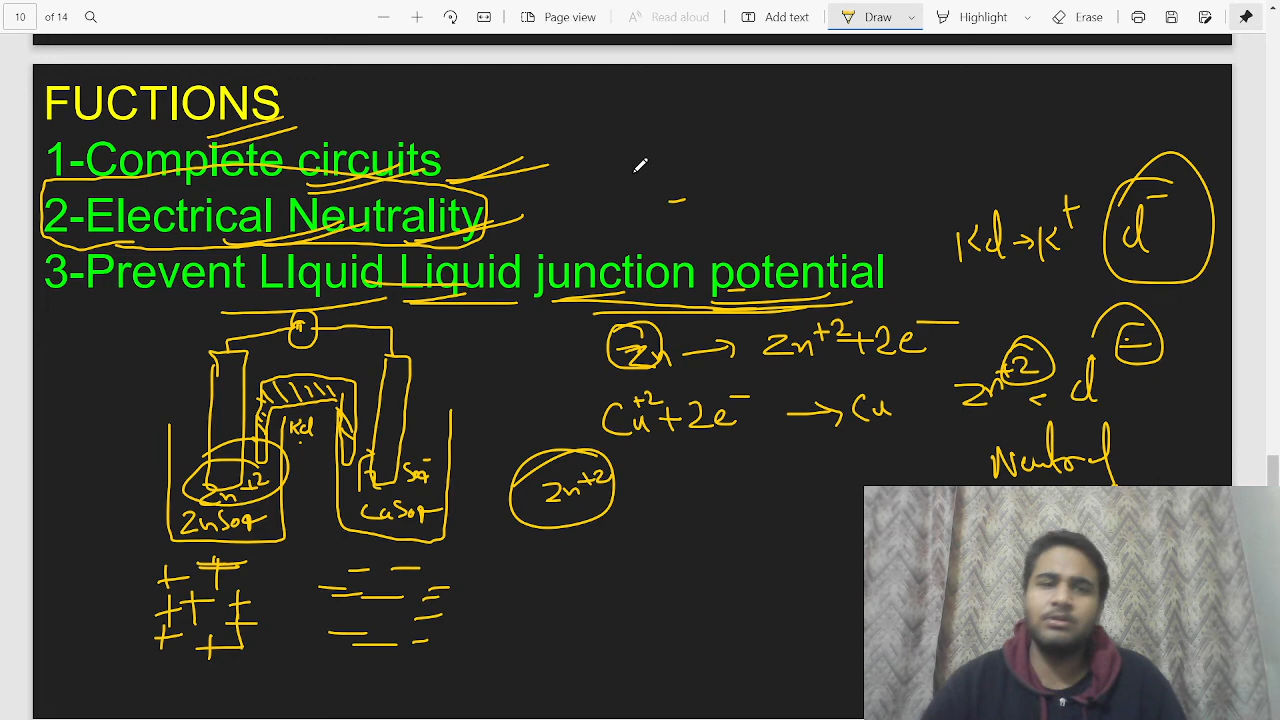 10 of 14
Page view
Read aloud
Add text
Draw
Highlight
Erase
FUCTIONS
1-Complete circuits
2-Electrical Neutrality
3-Prevent LIquid Liquid junction potential
Kcl → K+ cl-
Zn → Zn+2 + 2e-
Zn+2 cl -
Cu+2 + 2e- → Cu
Kcl
Neutral
Zn+2
Zn+2
ZnSo4
CuSo4